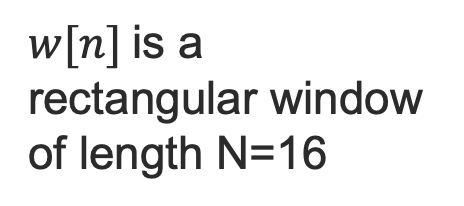 w[n] is a
rectangular window
of length N=16